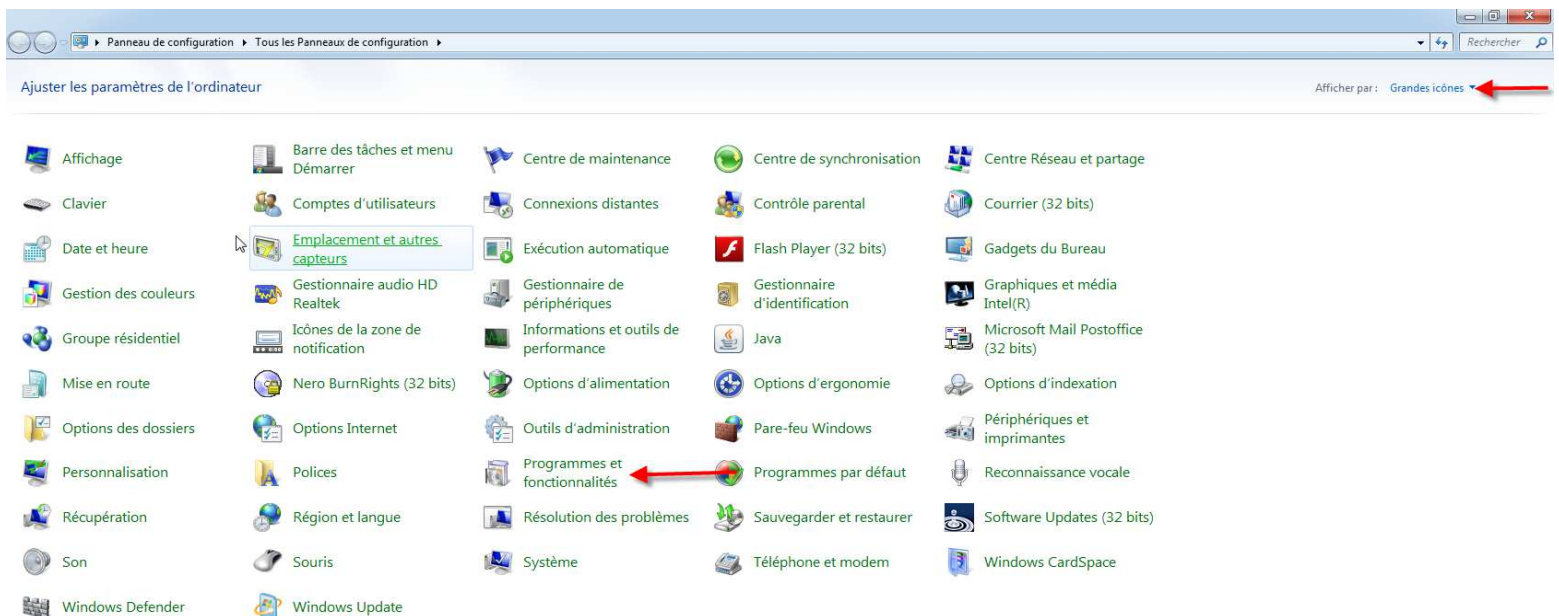 Panneau de configuration Tous les Panneaux de configuration
Rechercher
Ajuster les paramètres de l'ordinateur
Afficher par : Grandes icônes
Affichage
Barre des tâches et menu
Démarrer
Centre de maintenance
Centre de synchronisation
Centre Réseau et partage
Clavier
Comptes d'utilisateurs
Connexions distantes
Contrôle parental
Courrier (32 bits)
Date et heure
Emplacement et autres
capteurs
Exécution automatique
Flash Player (32 bits)
Gadgets du Bureau
Gestion des couleurs
Gestionnaire audio HD
Realtek
Gestionnaire de
périphériques
Gestionnaire
d'identification
Graphiques et média
Intel(R)
Groupe résidentiel
Icônes de la zone de
notification
Informations et outils de
performance
Java
Microsoft Mail Postoffice
(32 bits)
Mise en route
Nero BurnRights (32 bits)
Options d'alimentation
Options d'ergonomie
Options d'indexation
Options des dossiers
Options Internet
Outils d'administration
Pare-feu Windows
Périphériques et
imprimantes
Personnalisation
Polices
Programmes et
fonctionnalités
Programmes par défaut
Reconnaissance vocale
Récupération
Région et langue
Résolution des problèmes
Sauvegarder et restaurer
Software Updates (32 bits)
Son
Souris
Système
Téléphone et modem
Windows CardSpace
Windows Defender
Windows Update